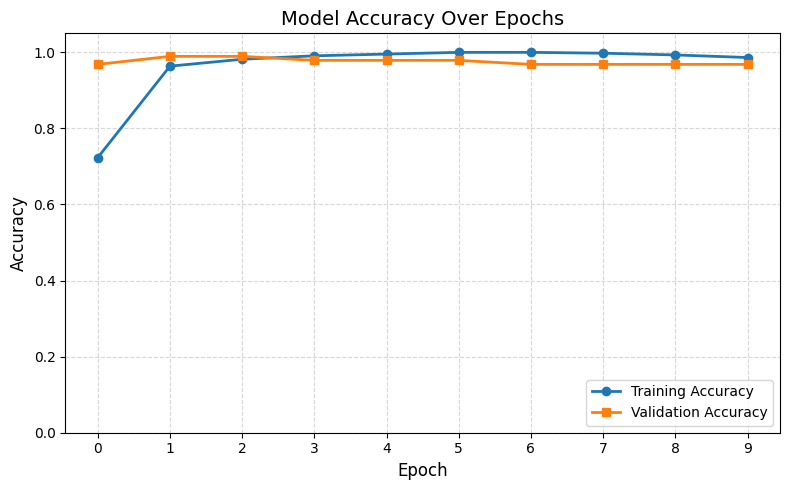 Model Accuracy Over Epochs
Accuracy
1.0
0.8
0.6
0.4
0.2
0.0
Training Accuracy
Validation Accuracy
0 1 2 3 4 5 6 7 8 9
Epoch